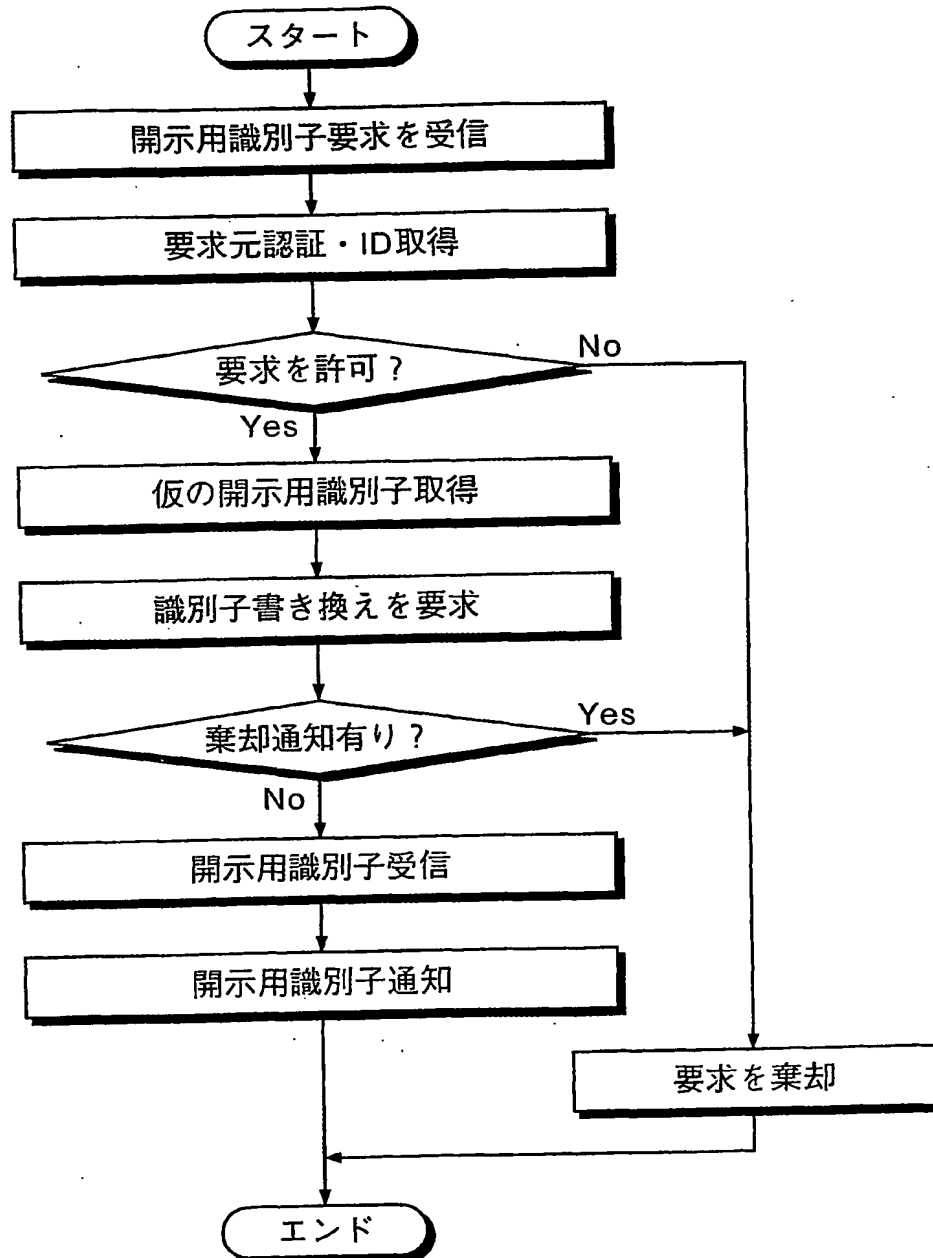 スタート
開示用識別子要求を受信
要求元認証・ID取得
要求を許可?
No
Yes
仮の開示用識別子取得
識別子書き換えを要求
棄却通知有り?
Yes
No
開示用識別子受信
開示用識別子通知
要求を棄却
エンド